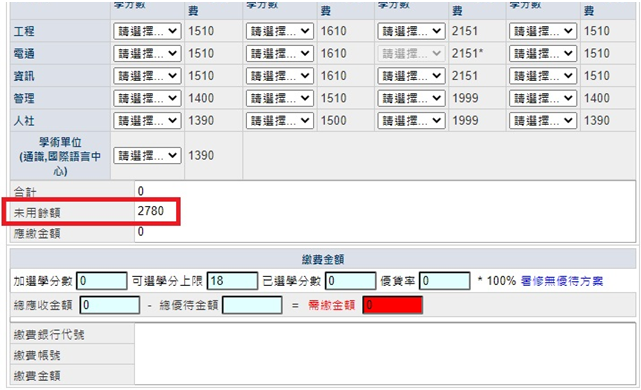 學分數 費 學分數 費 學分數 費 學分數 費
工程 請選擇... 1510 請選擇... 1610 請選擇... 2151 請選擇... 1510
電通 請選擇... 1510 請選擇... 1610 請選擇... 2151* 請選擇... 1510
資訊 請選擇... 1510 請選擇... 1610 請選擇... 2151 請選擇... 1510
管理 請選擇... 1400 請選擇... 1510 請選擇... 1999 請選擇... 1400
人社 請選擇... 1390 請選擇... 1500 請選擇... 1999 請選擇... 1390
學術單位
(通識,國際語言中
心)
請選擇... 1390
合計 0
未用餘額 2780
應繳金額 0
繳費金額
加選學分數 0 可選學分上限 18 已選學分數 0 優貸率 0 * 100% 暑修無優待方案
總應收金額 0 - 總優待金額 = 需繳金額 0
繳費銀行代號
繳費帳號
繳費金額